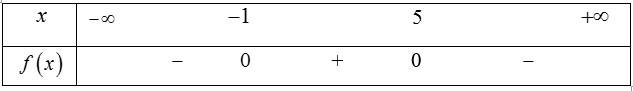 x −∞ −1 5 +∞
f(x) − 0 + 0 −